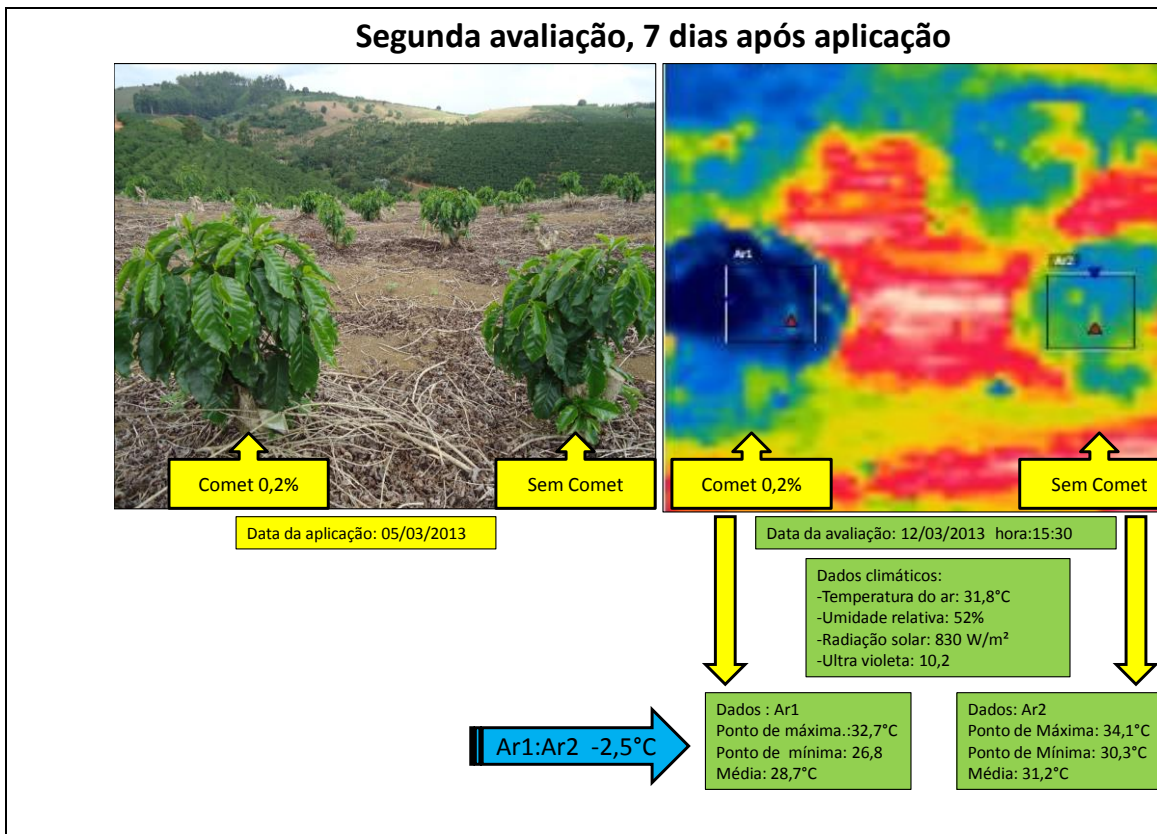 Segunda avaliação, 7 dias após aplicação
Ar1
Ar2
Comet 0,2%
Sem Comet
Comet 0,2%
Sem Comet
Data da aplicação: 05/03/2013
Data da avaliação: 12/03/2013 hora:15:30
Dados climáticos:
-Temperatura do ar: 31,8°C
-Umidade relativa: 52%
-Radiação solar: 830 W/m²
-Ultra violeta: 10,2
Ar1:Ar2 -2,5°C
Dados : Ar1
Ponto de máxima.:32,7°C
Ponto de mínima: 26,8
Média: 28,7°C
Dados: Ar2
Ponto de Máxima: 34,1°C
Ponto de Mínima: 30,3°C
Média: 31,2°C